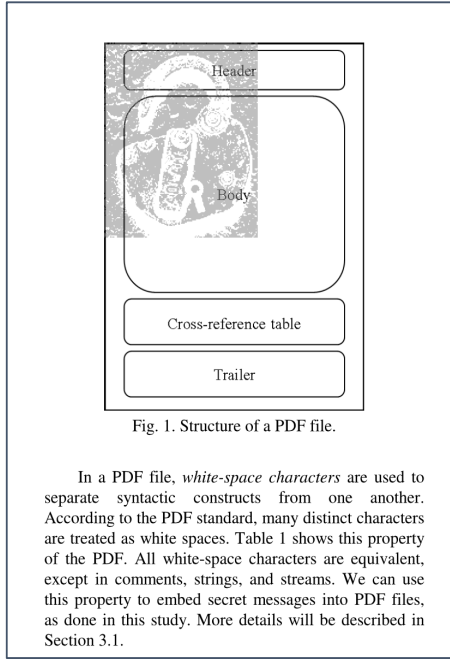 Header
Body
Cross-reference table
Trailer
Fig. 1. Structure of a PDF file.
In a PDF file, white-space characters are used to
separate syntactic constructs from one another.
According to the PDF standard, many distinct characters
are treated as white spaces. Table 1 shows this property
of the PDF. All white-space characters are equivalent,
except in comments, strings, and streams. We can use
this property to embed secret messages into PDF files,
as done in this study. More details will be described in
Section 3.1.